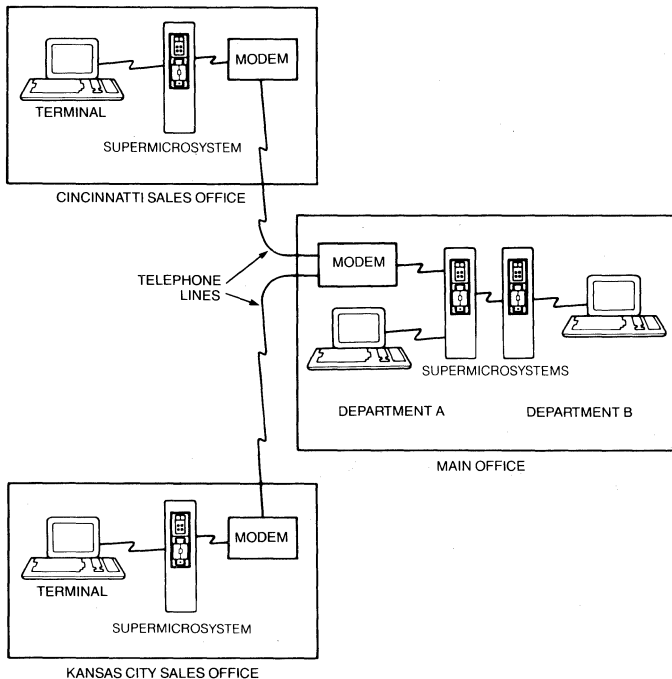 MODEM
TERMINAL
SUPERMICROSYSTEM
CINCINNATTI SALES OFFICE
TELEPHONE
LINES
MODEM
SUPERMICROSYSTEMS
DEPARTMENT A
DEPARTMENT B
MAIN OFFICE
MODEM
TERMINAL
SUPERMICROSYSTEM
KANSAS CITY SALES OFFICE